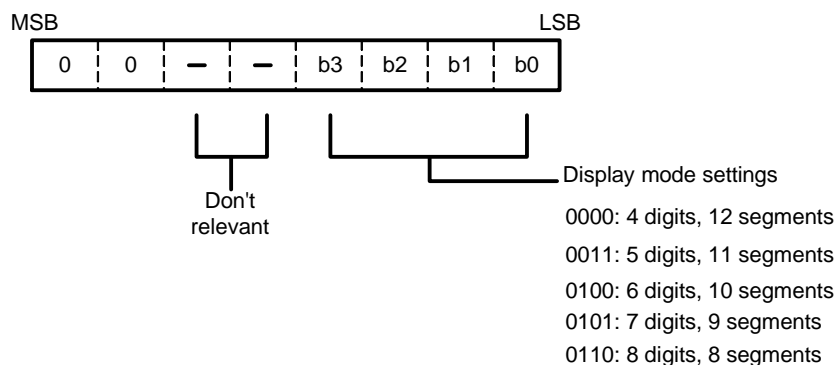 MSB LSB
0 0 – – b3 b2 b1 b0
Don't
relevant
Display mode settings
0000: 4 digits, 12 segments
0011: 5 digits, 11 segments
0100: 6 digits, 10 segments
0101: 7 digits, 9 segments
0110: 8 digits, 8 segments